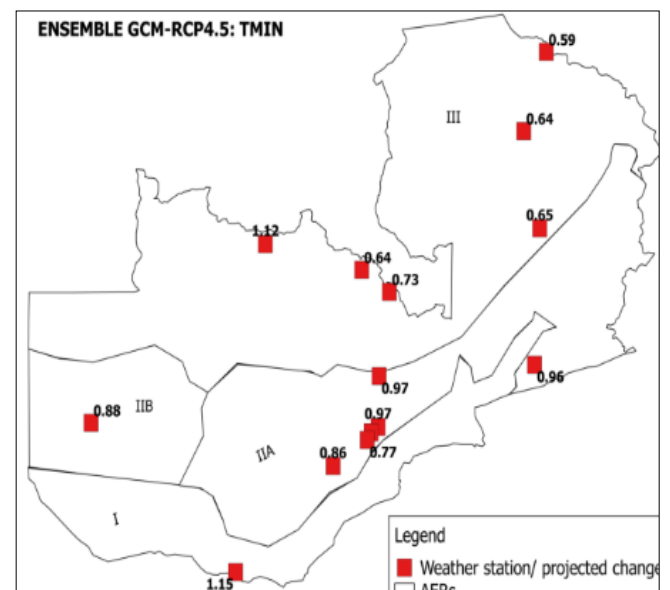 ENSEMBLE GCM-RCP4.5: TMIN
0.59
III
0.64
0.65
1.12
0.64
0.73
0.97
0.96
0.88
IIB
0.97
IIA
0.86
0.77
I
1.15
Legend
Weather station/ projected change
AERs